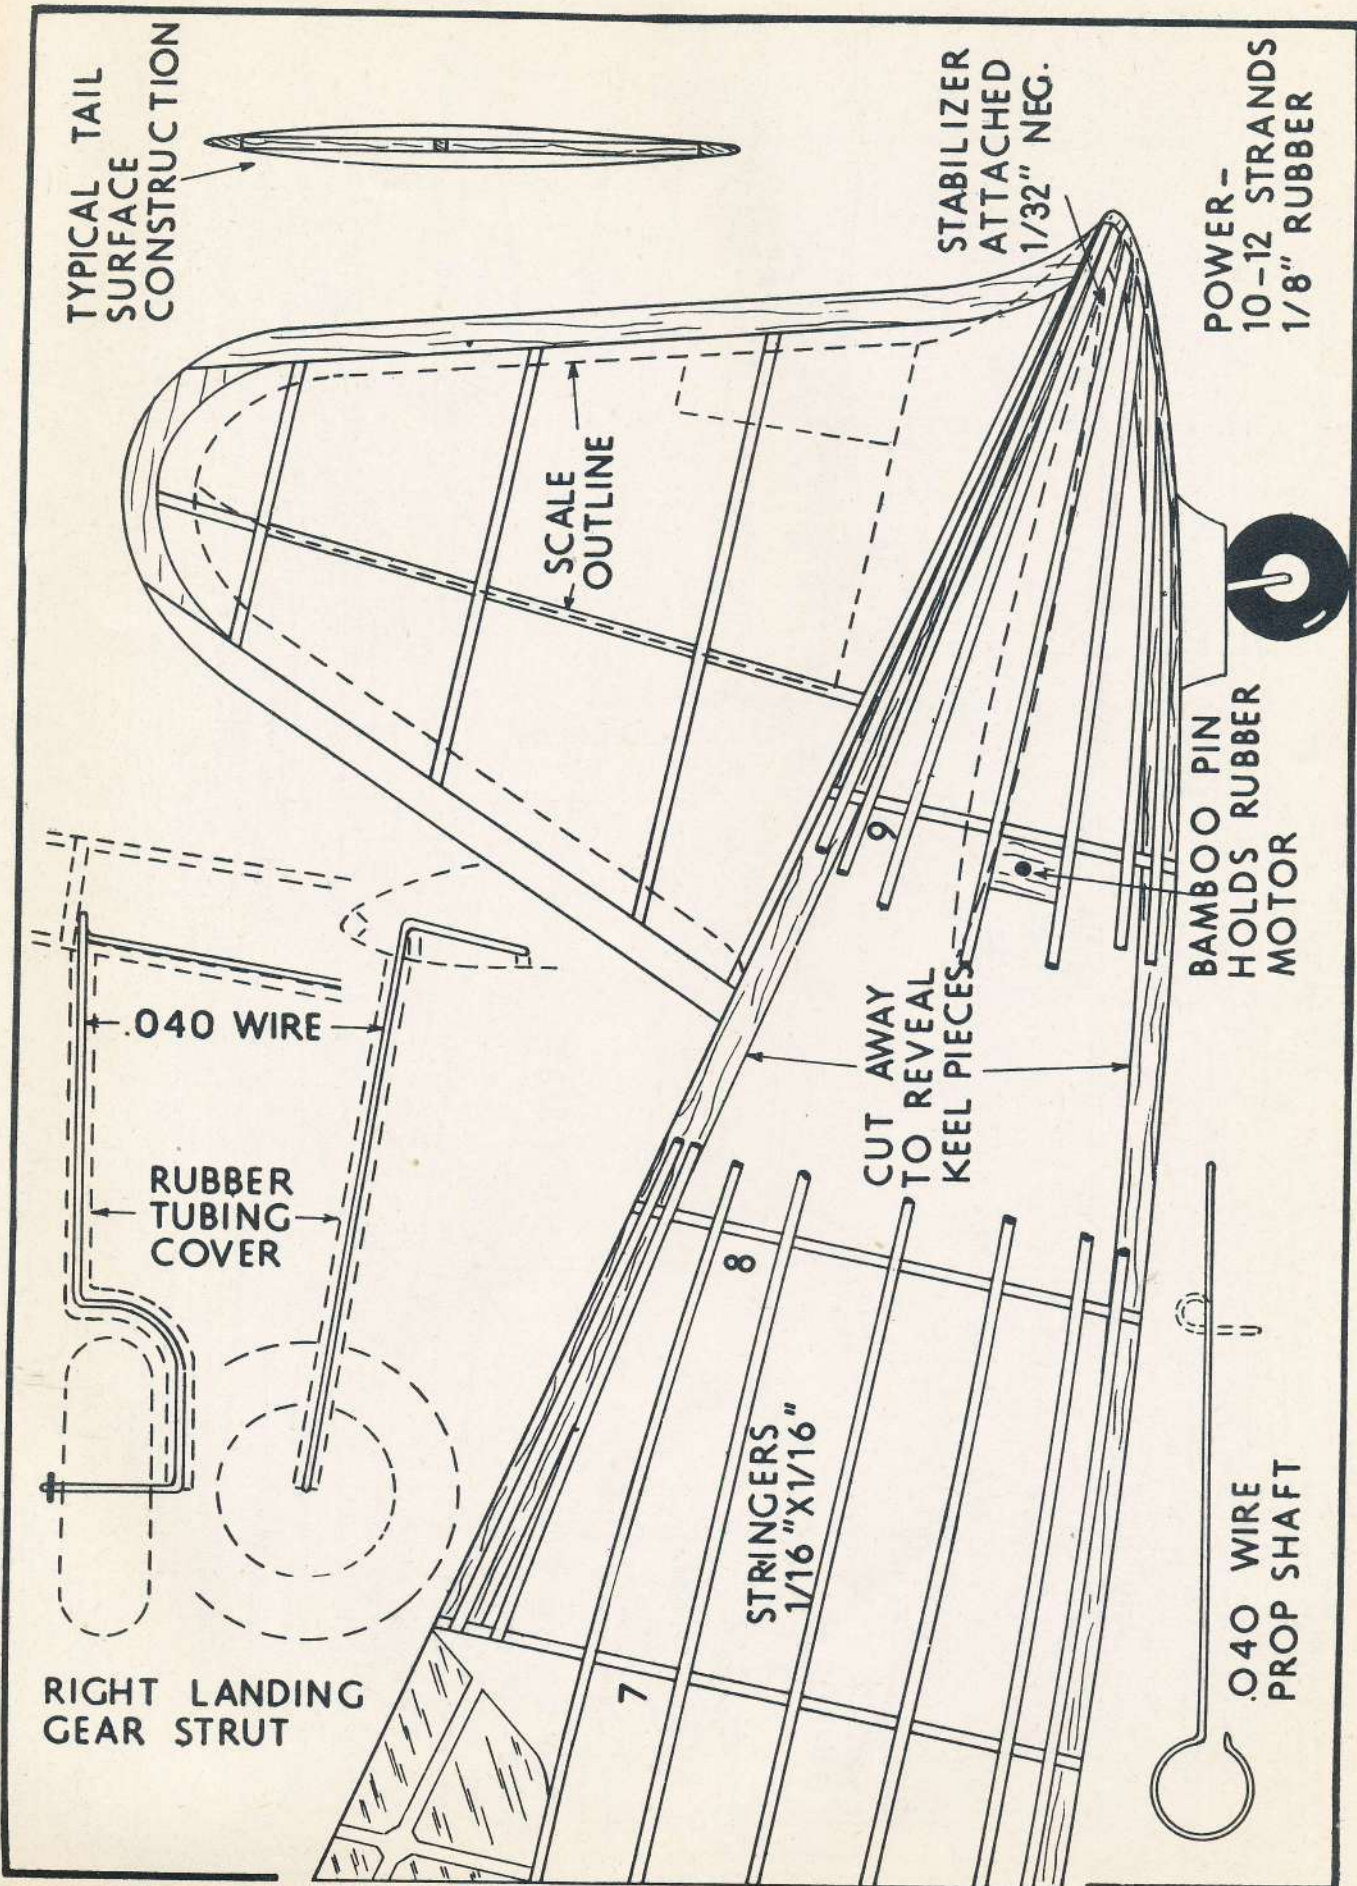 TYPICAL TAIL
SURFACE
CONSTRUCTION
STABILIZER
ATTACHED
1/32" NEG.
POWER-
10-12 STRANDS
1/8" RUBBER
SCALE
OUTLINE
.040 WIRE
RUBBER
TUBING
COVER
RIGHT LANDING
GEAR STRUT
9
BAMBOO PIN
HOLDS RUBBER
MOTOR
CUT AWAY
TO REVEAL
KEEL PIECES
8
STRINGERS
1/16"X1/16"
7
.040 WIRE
PROP SHAFT